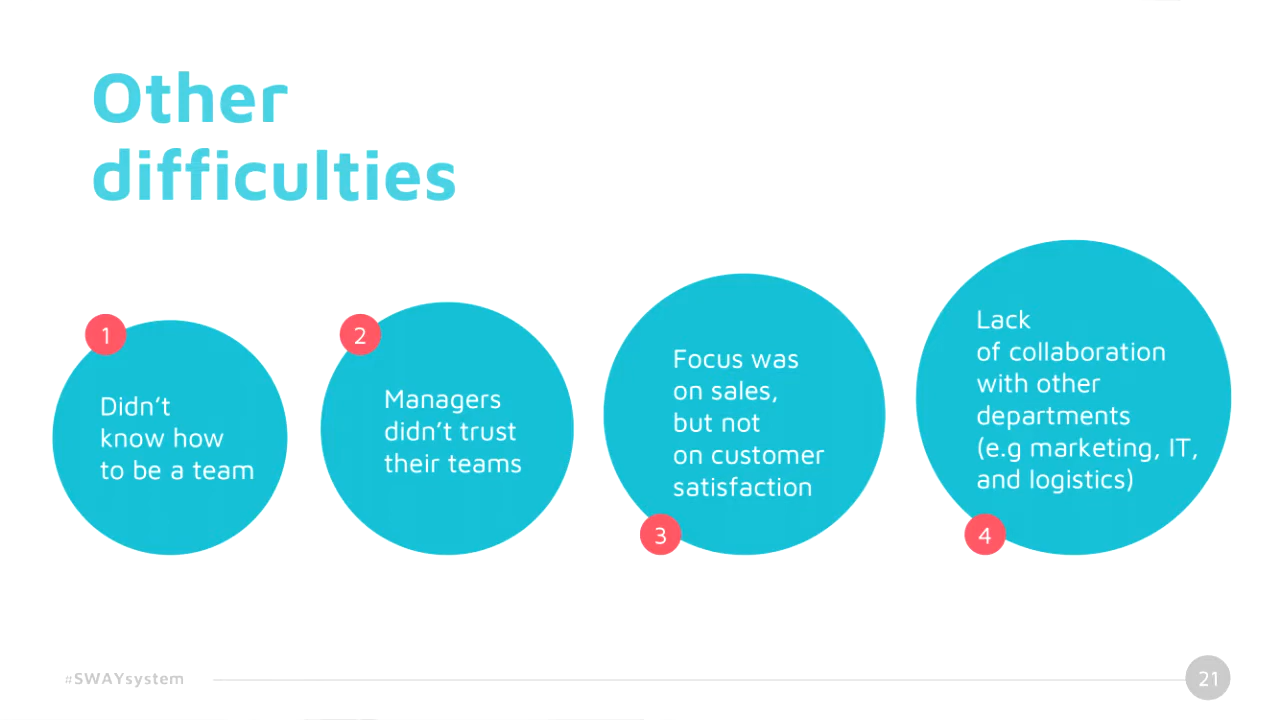 Other
difficulties
1
Didn't
know how
to be a team
2
Managers
didn't trust
their teams
Focus was
on sales,
but not
on customer
satisfaction
3
Lack
of collaboration
with other
departments
(e.g marketing, IT,
and logistics)
4
#SWAYsystem
21